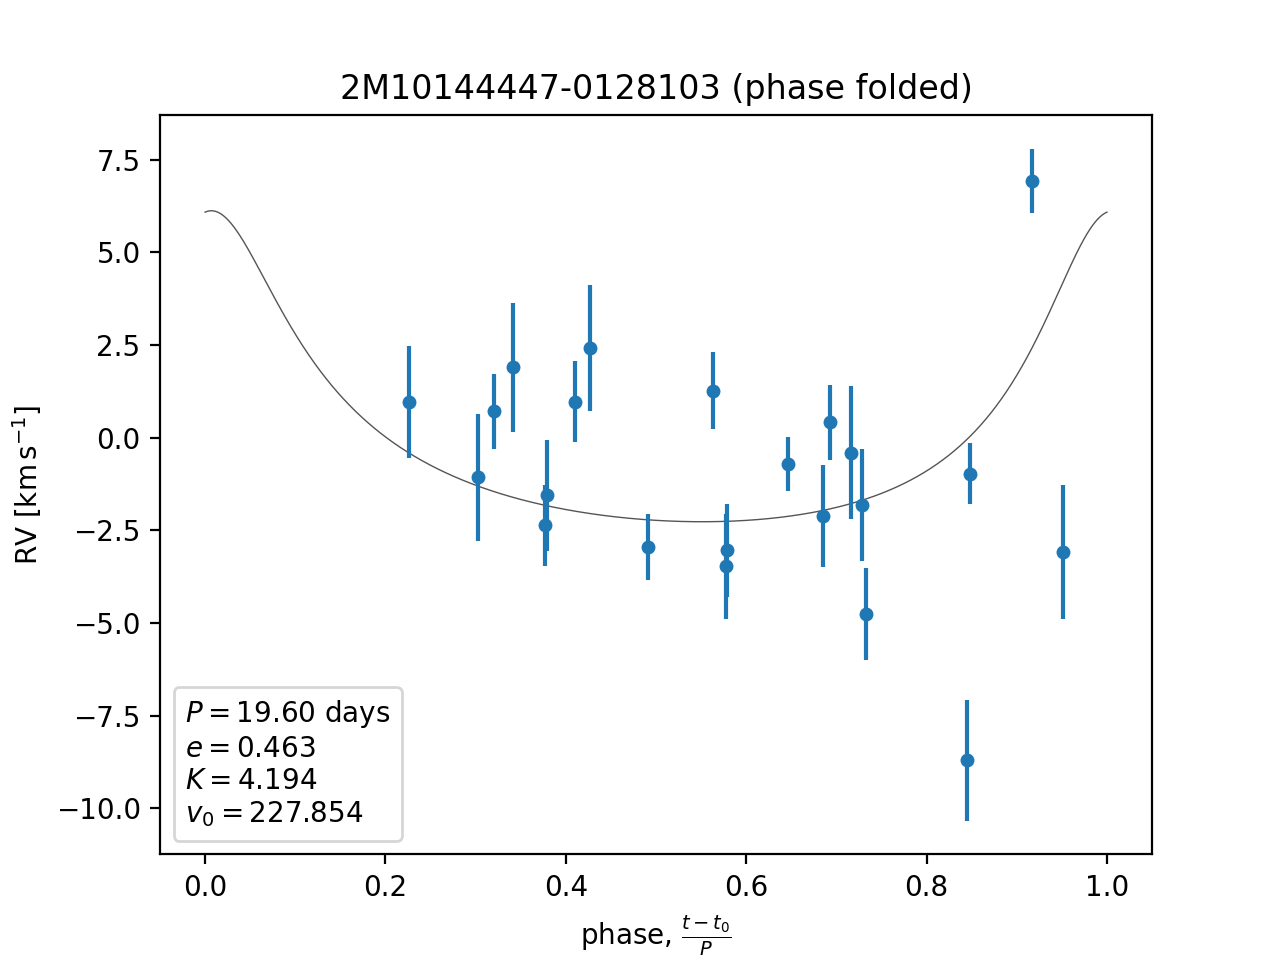 2M10144447-0128103 (phase folded)
RV [km s⁻¹]
7.5
5.0
2.5
0.0
−2.5
−5.0
−7.5
−10.0
P = 19.60 days
e = 0.463
K = 4.194
v₀ = 227.854
0.0 0.2 0.4 0.6 0.8 1.0
phase, (t − t₀)/P